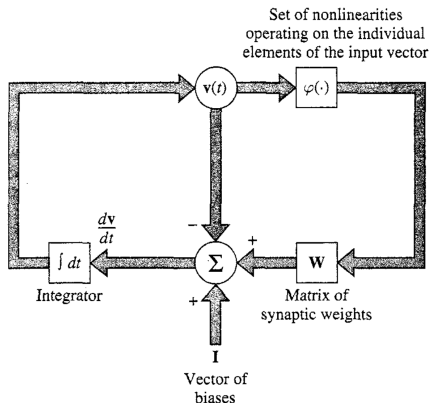 Set of nonlinearities
operating on the individual
elements of the input vector
v(t)
φ(·)
dv
dt
−
+
∫ dt
Σ
W
Integrator
+
Matrix of
synaptic weights
I
Vector of
biases